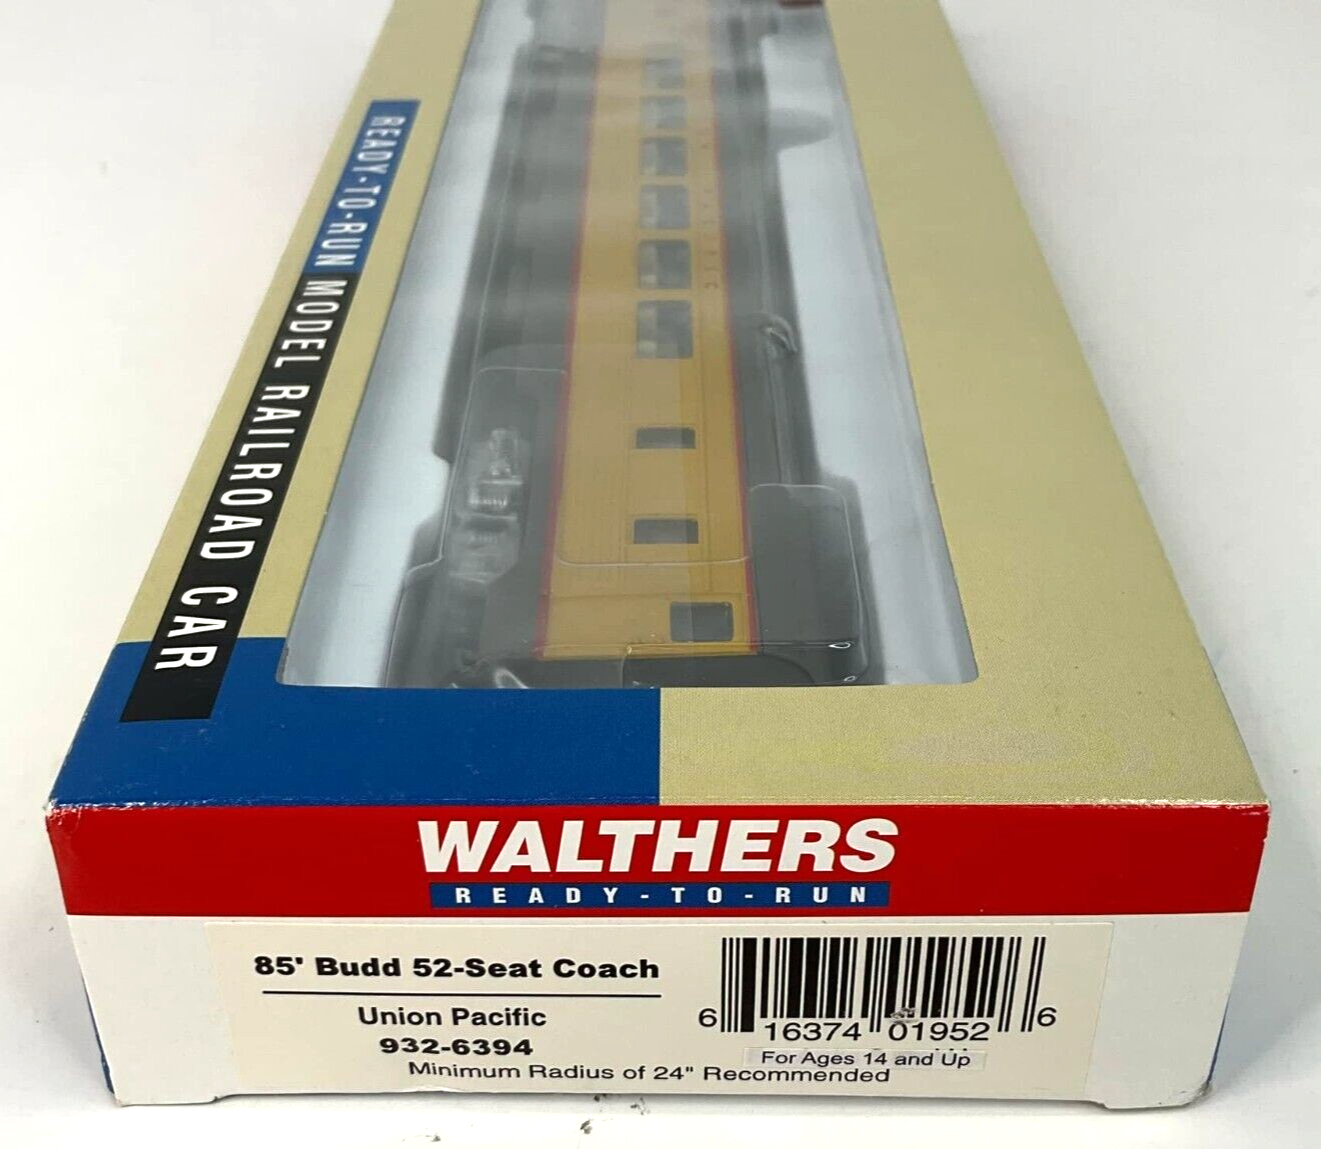 READY-TO-RUN MODEL RAILROAD CAR
PACIFIC
WALTHERS
READY-TO-RUN
85' Budd 52-Seat Coach
Union Pacific
932-6394
Minimum Radius of 24" Recommended
6 16374 01952 6
For Ages 14 and Up